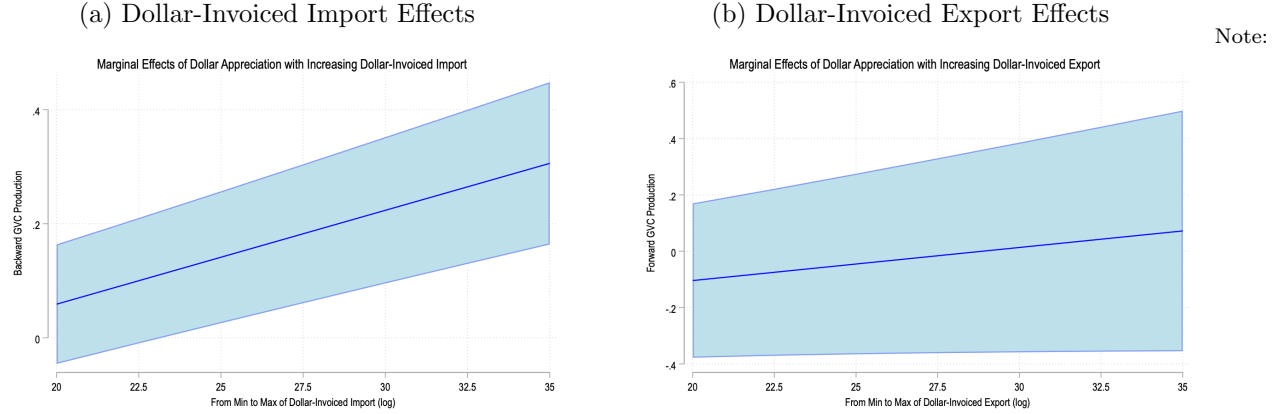 (a) Dollar-Invoiced Import Effects
Marginal Effects of Dollar Appreciation with Increasing Dollar-Invoiced Import
Backward GVC Production
.4
.2
0
20 22.5 25 27.5 30 32.5 35
From Min to Max of Dollar-Invoiced Import (log)
(b) Dollar-Invoiced Export Effects
Marginal Effects of Dollar Appreciation with Increasing Dollar-Invoiced Export
Forward GVC Production
.6
.4
.2
0
-.2
-.4
20 22.5 25 27.5 30 32.5 35
From Min to Max of Dollar-Invoiced Export (log)
Note: